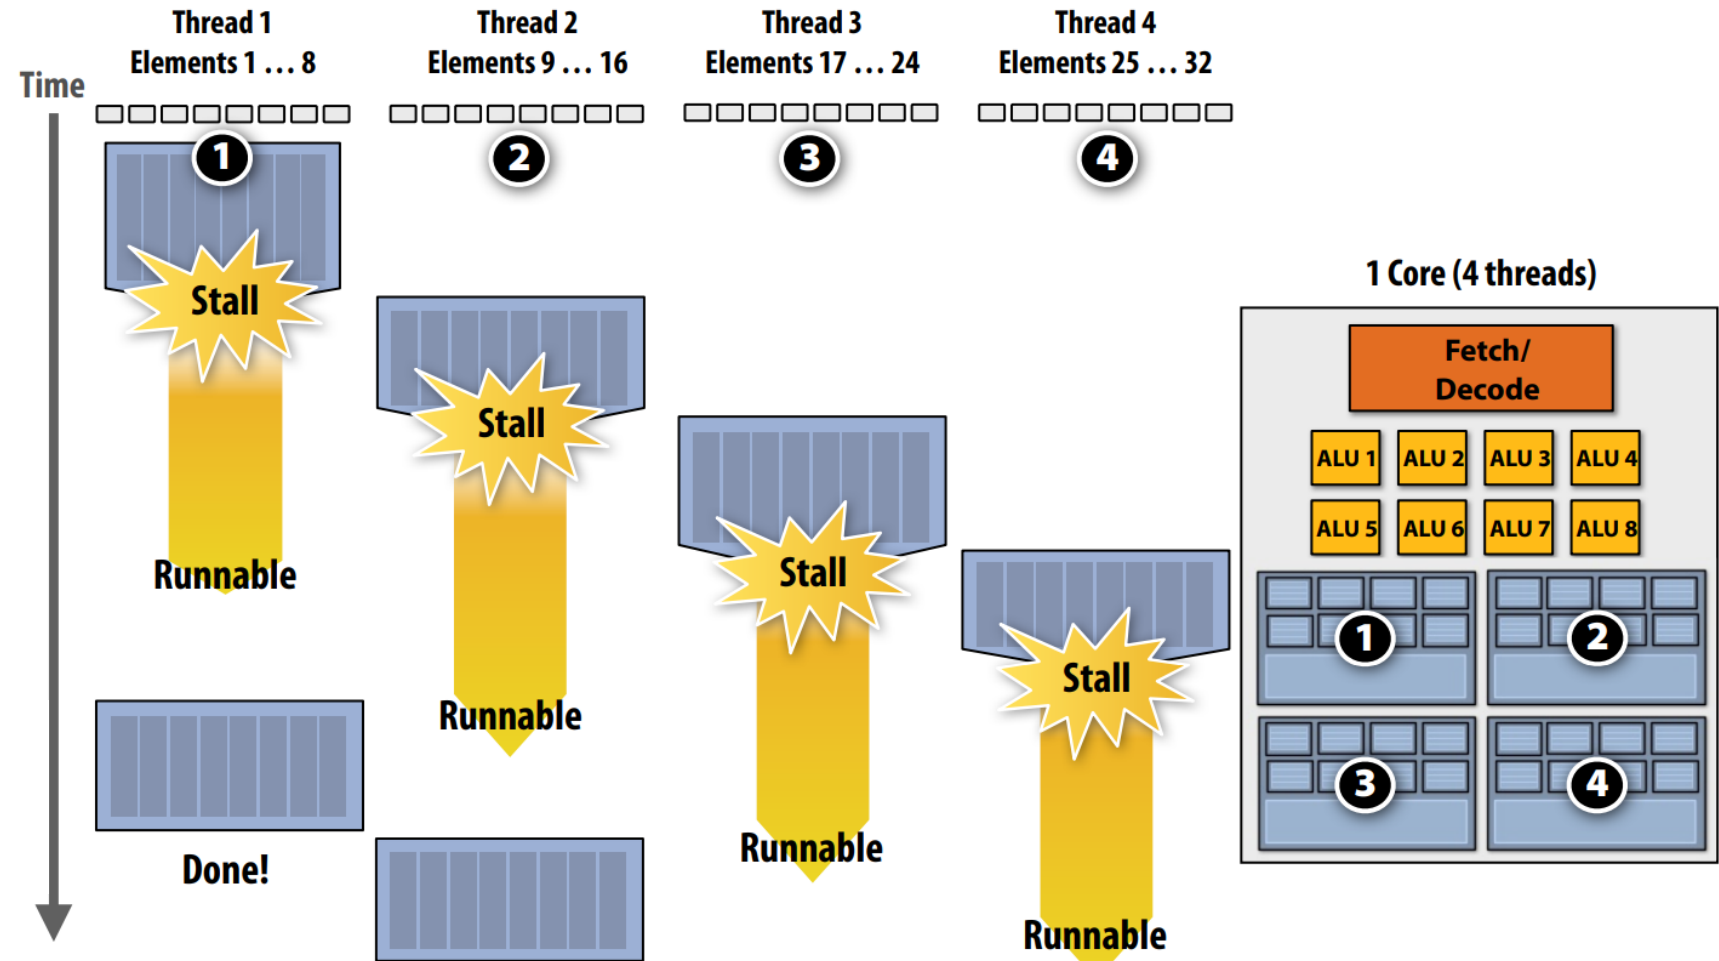 Thread 1
Elements 1 … 8
Thread 2
Elements 9 … 16
Thread 3
Elements 17 … 24
Thread 4
Elements 25 … 32
Time
1
2
3
4
Stall
Stall
Stall
Stall
Runnable
Runnable
Runnable
Runnable
Done!
1 Core (4 threads)
Fetch/
Decode
ALU 1
ALU 2
ALU 3
ALU 4
ALU 5
ALU 6
ALU 7
ALU 8
1
2
3
4